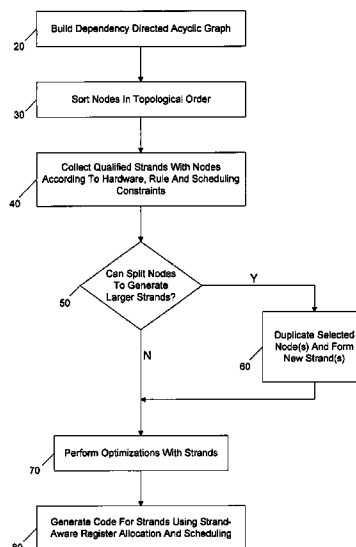 Build Dependency Directed Acyclic Graph
20
Sort Nodes In Topological Order
30
Collect Qualified Strands With Nodes
According To Hardware, Rule And Scheduling
Constraints
40
Can Split Nodes
To Generate
Larger Strands?
50
Y
N
Duplicate Selected
Node(s) And Form
New Strand(s)
60
Perform Optimizations With Strands
70
Generate Code For Strands Using Strand-
Aware Register Allocation And Scheduling